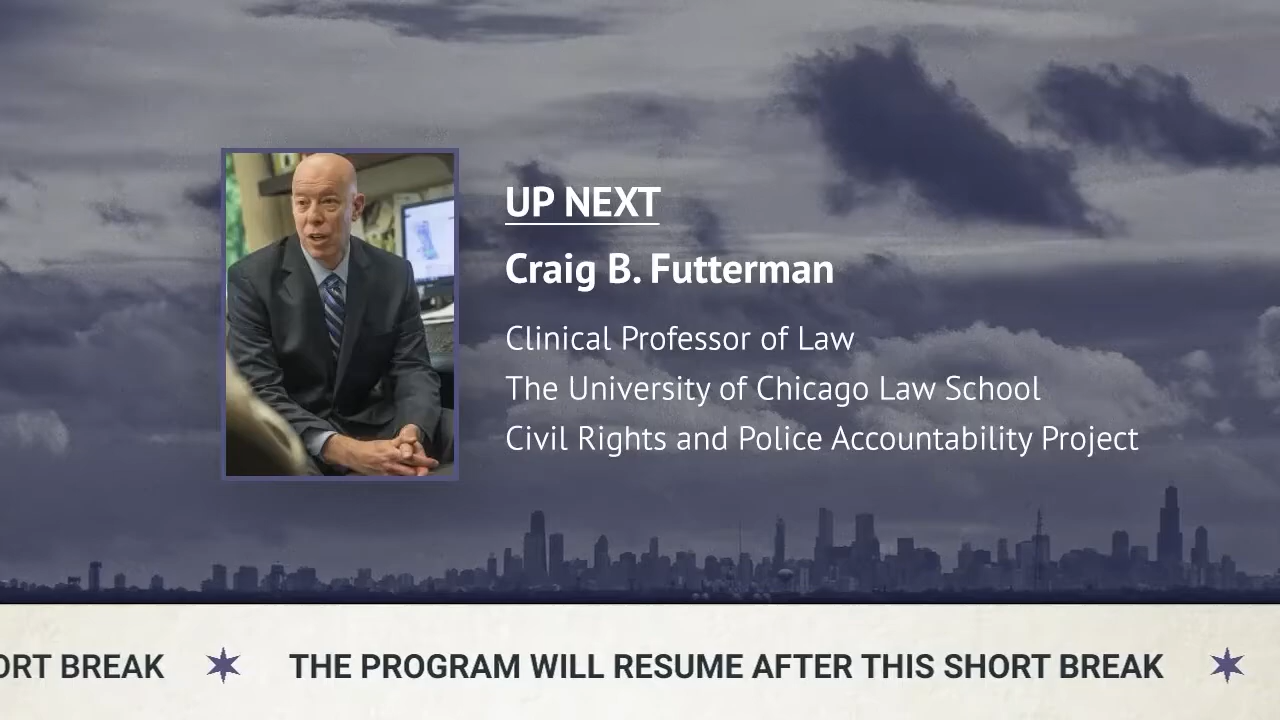 UP NEXT
Craig B. Futterman
Clinical Professor of Law
The University of Chicago Law School
Civil Rights and Police Accountability Project
ORT BREAK
THE PROGRAM WILL RESUME AFTER THIS SHORT BREAK